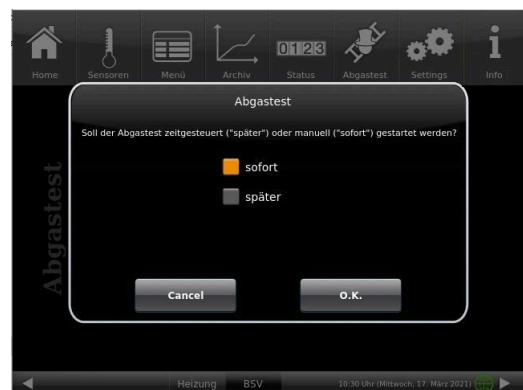 0123
Home Sensoren Menü Archiv Status Abgastest Settings Info
Abgastest
Soll der Abgastest zeitgesteuert ("später") oder manuell ("sofort") gestartet werden?
sofort
später
Abgastest
Cancel O.K.
Heizung BSV 10:30 Uhr (Mittwoch, 17. März 2021)